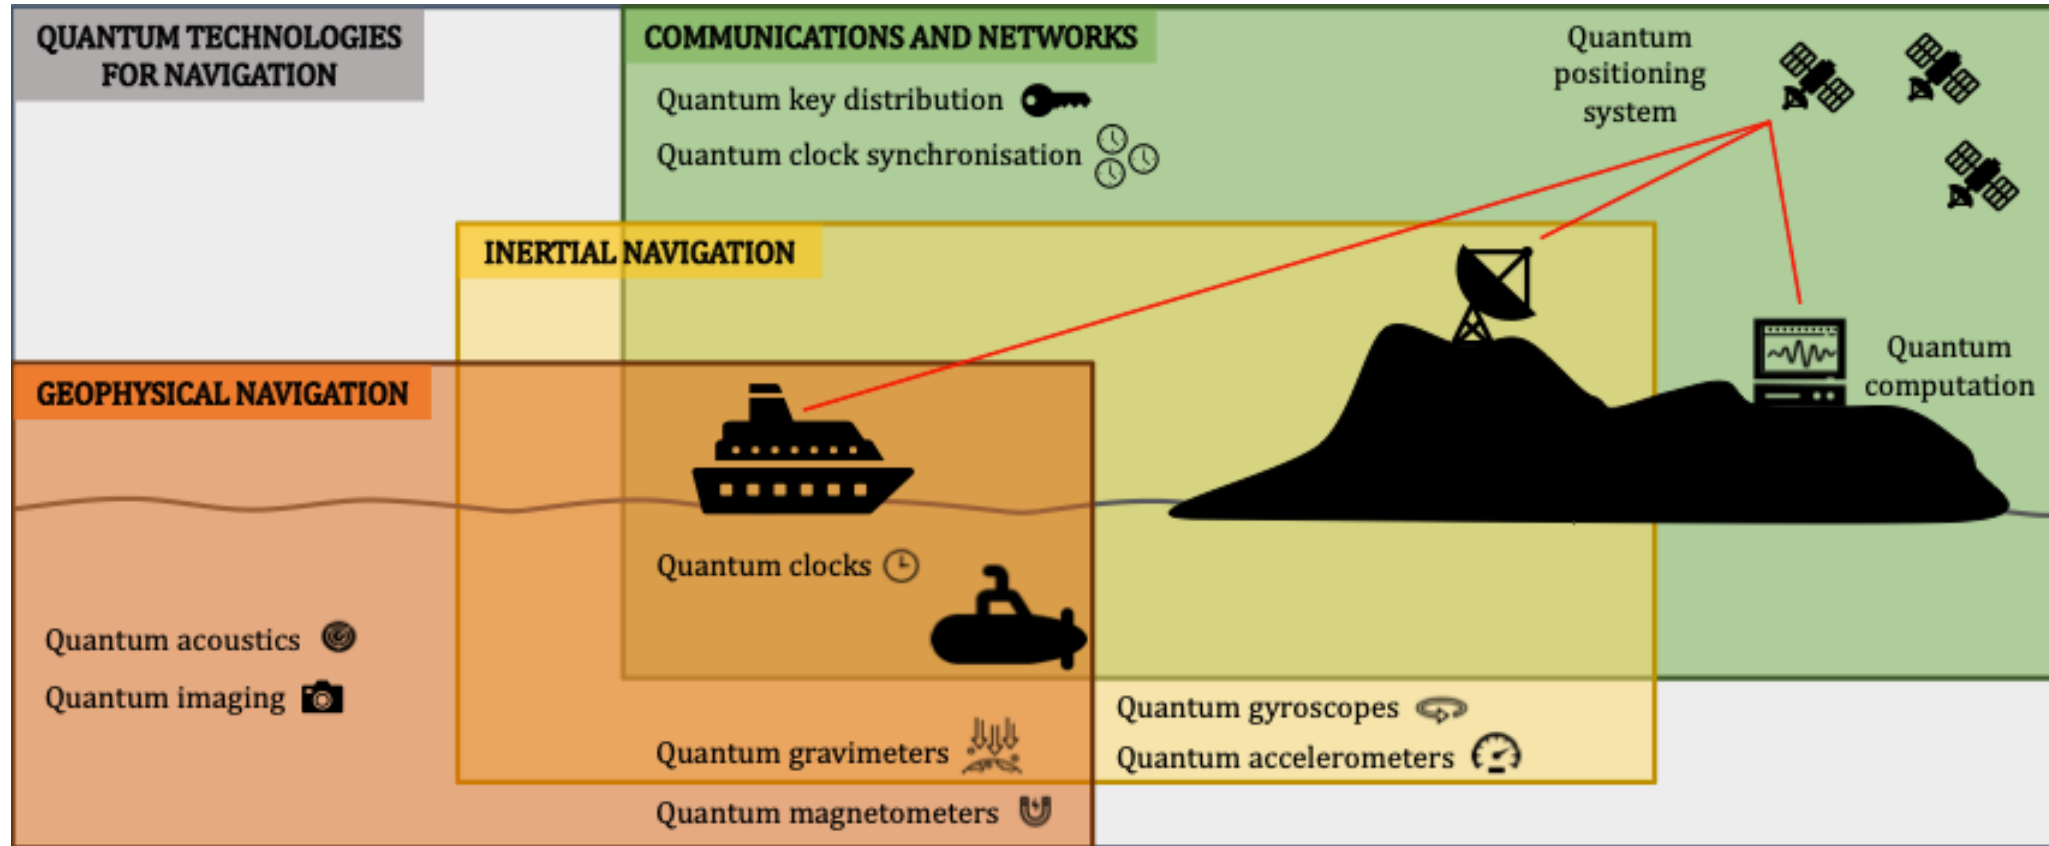 QUANTUM TECHNOLOGIES
FOR NAVIGATION
COMMUNICATIONS AND NETWORKS
Quantum key distribution
Quantum clock synchronisation
Quantum
positioning
system
INERTIAL NAVIGATION
Quantum
computation
GEOPHYSICAL NAVIGATION
Quantum clocks
Quantum acoustics
Quantum imaging
Quantum gravimeters
Quantum magnetometers
Quantum gyroscopes
Quantum accelerometers